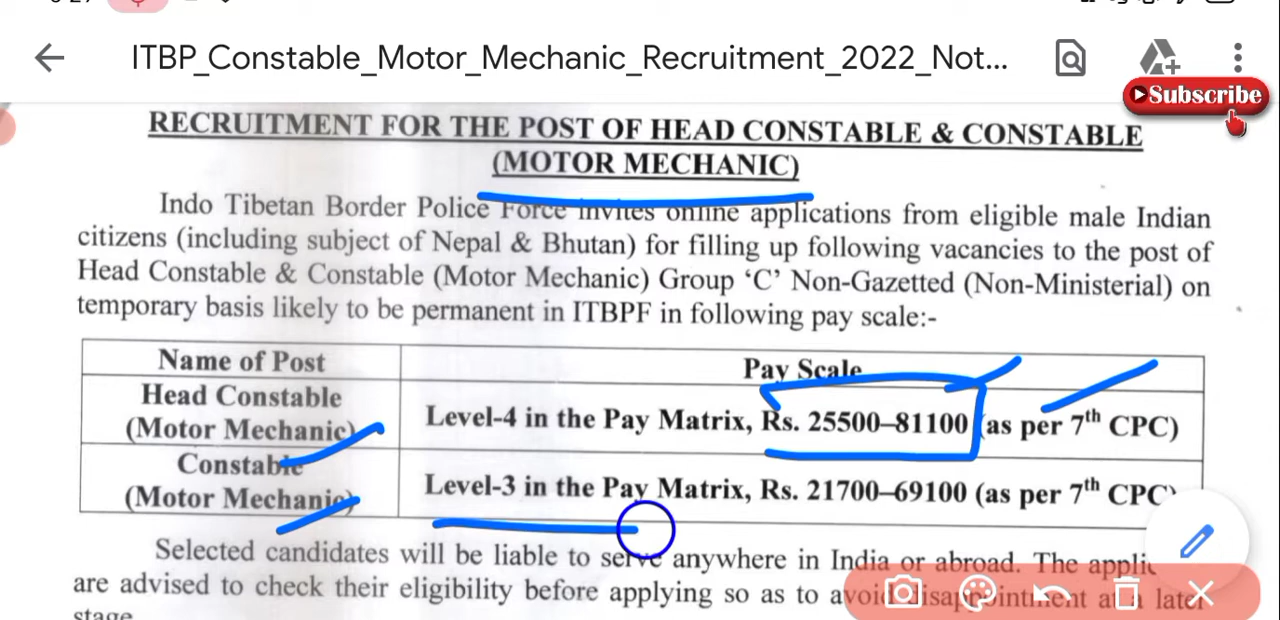 ITBP_Constable_Motor_Mechanic_Recruitment_2022_Not...
Subscribe
RECRUITMENT FOR THE POST OF HEAD CONSTABLE & CONSTABLE
(MOTOR MECHANIC)
Indo Tibetan Border Police Force invites online applications from eligible male Indian
citizens (including subject of Nepal & Bhutan) for filling up following vacancies to the post of
Head Constable & Constable (Motor Mechanic) Group ‘C’ Non-Gazetted (Non-Ministerial) on
temporary basis likely to be permanent in ITBPF in following pay scale:-
Name of Post
Pay Scale
Head Constable
(Motor Mechanic)
Level-4 in the Pay Matrix, Rs. 25500–81100 (as per 7th CPC)
Constable
(Motor Mechanic)
Level-3 in the Pay Matrix, Rs. 21700–69100 (as per 7th CPC)
Selected candidates will be liable to serve anywhere in India or abroad. The
are advised to check their eligibility before applying so as to avoid disappointment at a later
stage